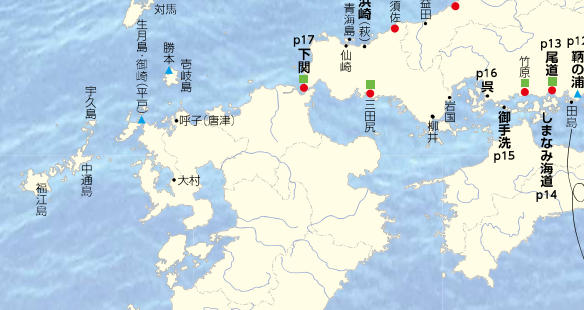 対馬
生月島
御崎(平戸)
勝本
壱岐島
宇久島
中通島
福江島
呼子(唐津)
大村
p17
下関
青海島
仙崎
浜崎(萩)
須佐
益田
三田尻
柳井
岩国
p16
呉
御手洗
p15
竹原
p13
尾道
しまなみ海道
p14
p12
鞆の浦
田島